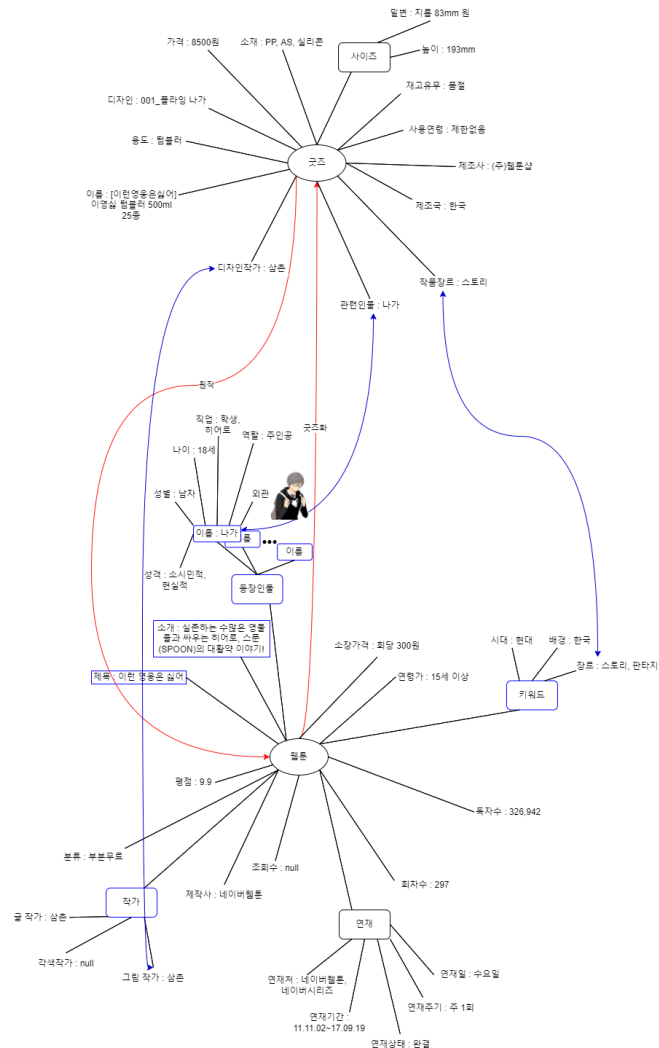 밑변 : 지름 83mm 원
가격 : 8500원
소재 : PP, AS, 실리콘
사이즈
높이 : 193mm
재고유무 : 품절
디자인 : 001_플라잉 나가
사용연령 : 제한없음
용도 : 텀블러
굿즈
제조사 : (주)웹툰샵
이름 : [이런영웅은싫어]
이영싫 텀블러 500ml
25종
제조국 : 한국
디자인작가 : 삼촌
작품장르 : 스토리
관련인물 : 나가
원작
직업 : 학생,
히어로
굿즈화
역할 : 주인공
나이 : 18세
성별 : 남자
외관
이름 : 나가
름
이름
성격 : 소시민적,
현실적
등장인물
소개 : 실존하는 수많은 영물
들과 싸우는 히어로, 스푼
(SPOON)의 대활약 이야기!
소장가격 : 회당 300원
시대 : 현대
배경 : 한국
장르 : 스토리, 판타지
제목 : 이런 영웅은 싫어
연령가 : 15세 이상
키워드
웹툰
평점 : 9.9
독자수 : 326,942
분류 : 부분무료
조회수 : null
제작사 : 네이버웹툰
회차수 : 297
작가
글 작가 : 삼촌
연재
각색작가 : null
그림 작가 : 삼촌
연재처 : 네이버웹툰,
네이버시리즈
연재일 : 수요일
연재주기 : 주 1회
연재기간 :
11.11.02~17.09.19
연재상태 : 완결